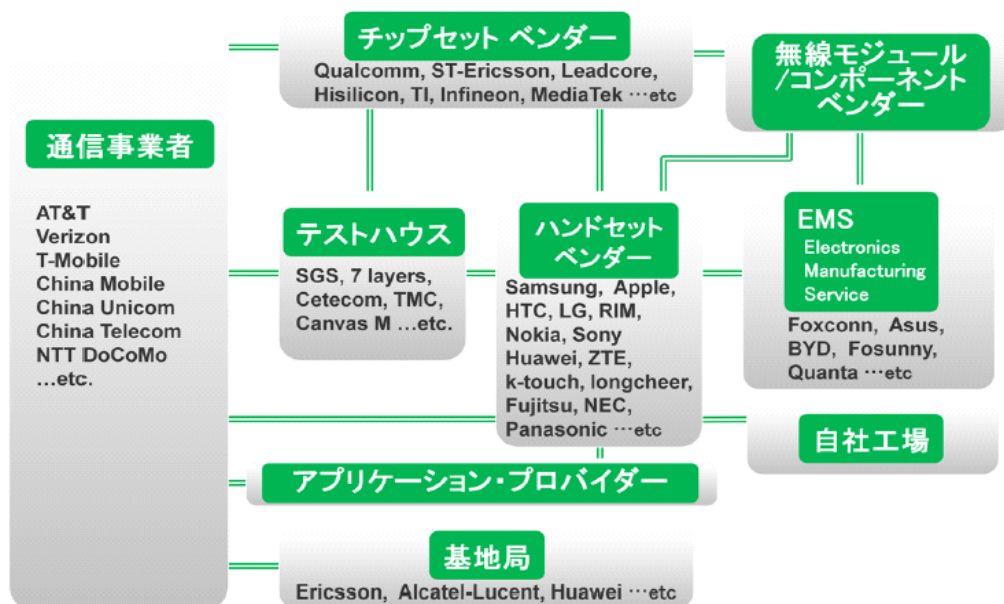 チップセット ベンダー
Qualcomm, ST-Ericsson, Leadcore,
Hisilicon, TI, Infineon, MediaTek …etc
無線モジュール
/コンポーネント
ベンダー
通信事業者
AT&T
Verizon
T-Mobile
China Mobile
China Unicom
China Telecom
NTT DoCoMo
…etc.
テストハウス
SGS, 7 layers,
Cetecom, TMC,
Canvas M …etc.
ハンドセット
ベンダー
Samsung, Apple,
HTC, LG, RIM,
Nokia, Sony
Huawei, ZTE,
k-touch, longcheer,
Fujitsu, NEC,
Panasonic …etc
EMS
Electronics
Manufacturing
Service
Foxconn, Asus,
BYD, Fosunny,
Quanta …etc
自社工場
アプリケーション・プロバイダー
基地局
Ericsson, Alcatel-Lucent, Huawei …etc